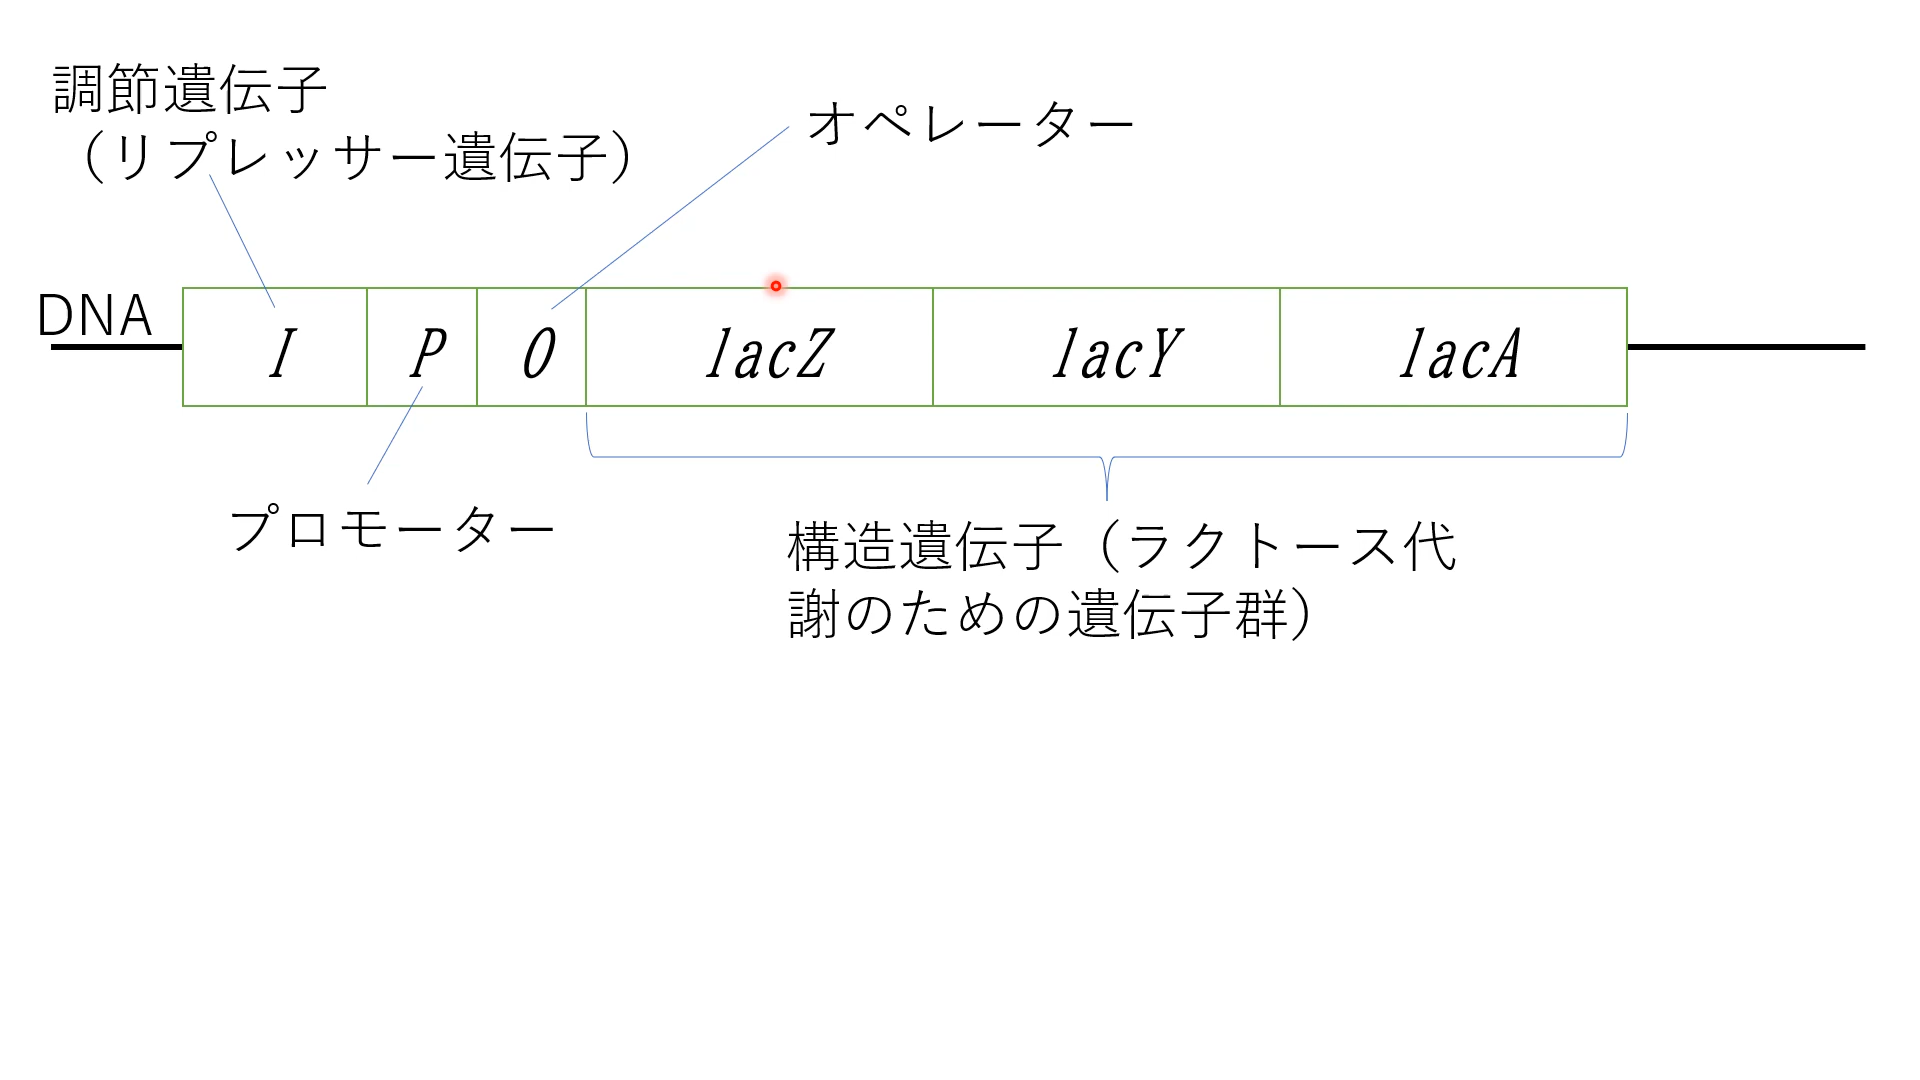 調節遺伝子
（リプレッサー遺伝子）
オペレーター
DNA
I P O lacZ lacY lacA
プロモーター
構造遺伝子（ラクトース代
謝のための遺伝子群）